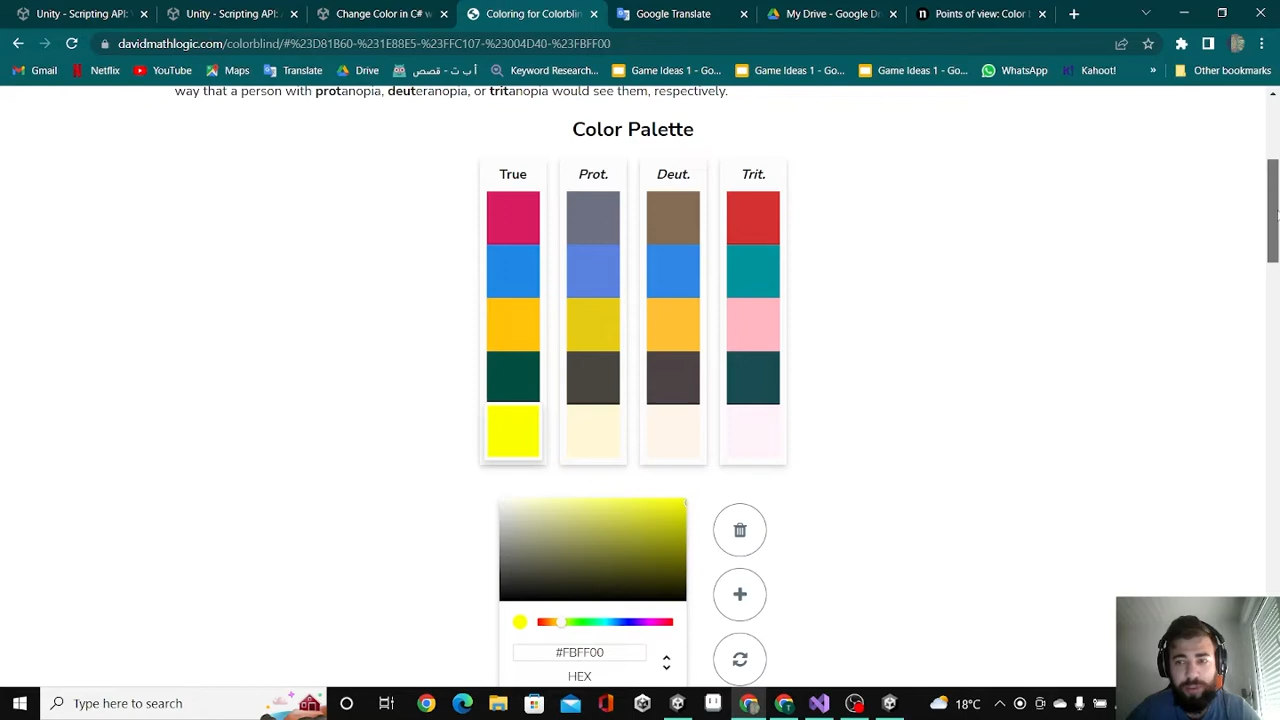 Unity - Scripting API: V
Unity - Scripting API: A
Change Color in C# w
Coloring for Colorblin
Google Translate
My Drive - Google Dr
Points of view: Color b
davidmathlogic.com/colorblind/#%23D81B60-%231E88E5-%23FFC107-%23004D40-%23FBFF00
Gmail
Netflix
YouTube
Maps
Translate
Drive
أ ب ت - قصص
Keyword Research...
Game Ideas 1 - Go...
Game Ideas 1 - Go...
Game Ideas 1 - Go...
WhatsApp
Kahoot!
»
Other bookmarks
way that a person with protanopia, deuteranopia, or tritanopia would see them, respectively.
Color Palette
True
Prot.
Deut.
Trit.
#FBFF00
HEX
Type here to search
18°C